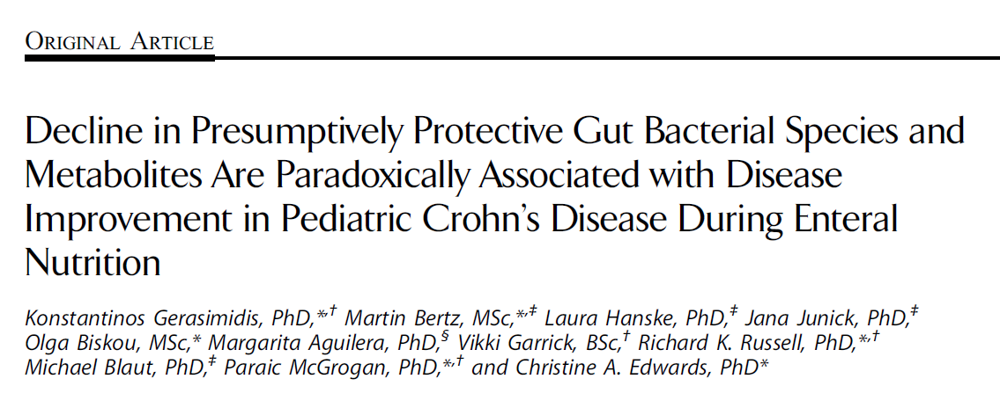 ORIGINAL ARTICLE
Decline in Presumptively Protective Gut Bacterial Species and
Metabolites Are Paradoxically Associated with Disease
Improvement in Pediatric Crohn’s Disease During Enteral
Nutrition
Konstantinos Gerasimidis, PhD,*,† Martin Bertz, MSc,*,‡ Laura Hanske, PhD,‡ Jana Junick, PhD,‡
Olga Biskou, MSc,* Margarita Aguilera, PhD,§ Vikki Garrick, BSc,† Richard K. Russell, PhD,*,†
Michael Blaut, PhD,‡ Paraic McGrogan, PhD,*,† and Christine A. Edwards, PhD*